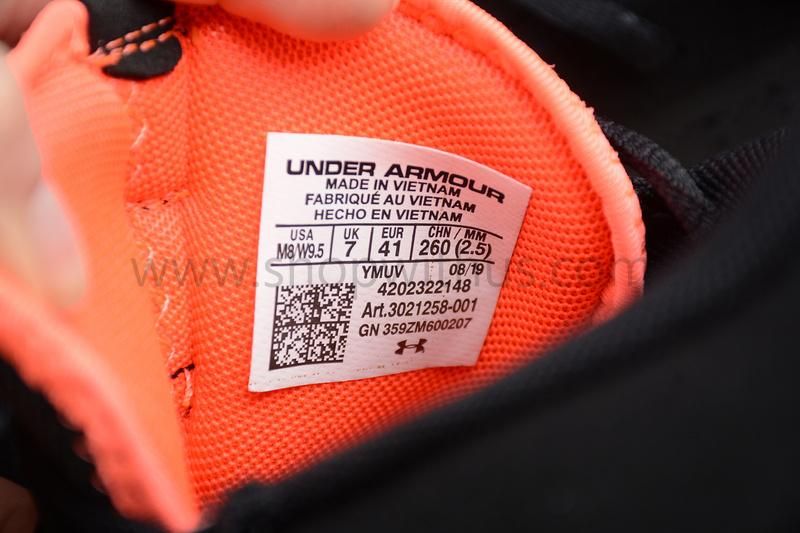 UNDER ARMOUR
MADE IN VIETNAM
FABRIQUÉ AU VIETNAM
HECHO EN VIETNAM
USA UK EUR CHN / MM
M8/W9.5 7 41 260 (2.5)
YMUV 08/19
4202322148
Art.3021258-001
GN 359ZM600207